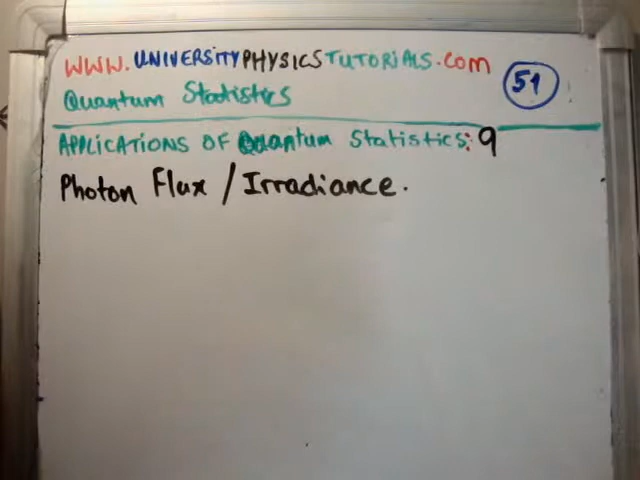 WWW.UNIVERSITYPHYSICSTUTORIALS.COM
Quantum Statistics
51
APPLICATIONS OF Quantum Statistics: 9
Photon Flux / Irradiance.